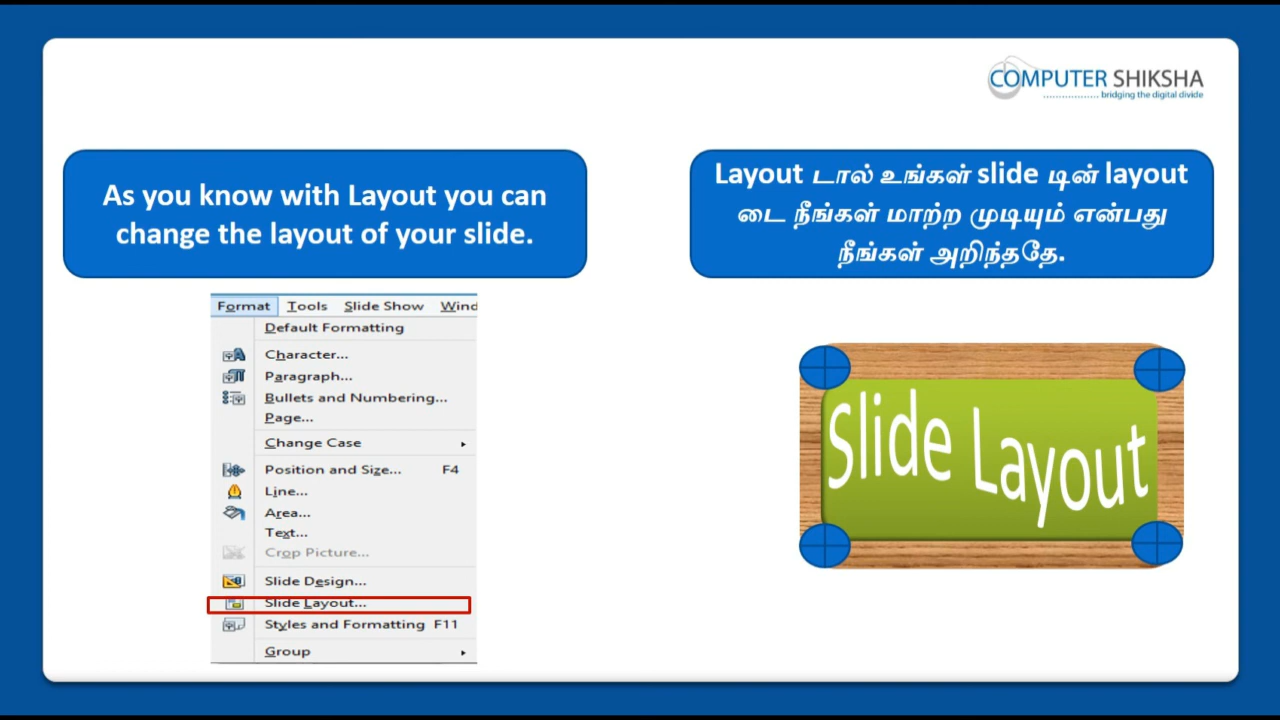 COMPUTER SHIKSHA
bridging the digital divide
As you know with Layout you can
change the layout of your slide.
Layout டால் உங்கள் slide டின் layout
டை நீங்கள் மாற்ற முடியும் என்பது
நீங்கள் அறிந்ததே.
Format Tools Slide Show Wind
Default Formatting
Character...
Paragraph...
Bullets and Numbering...
Page...
Change Case
Position and Size... F4
Line...
Area...
Text...
Crop Picture...
Slide Design...
Slide Layout...
Styles and Formatting F11
Group
Slide Layout